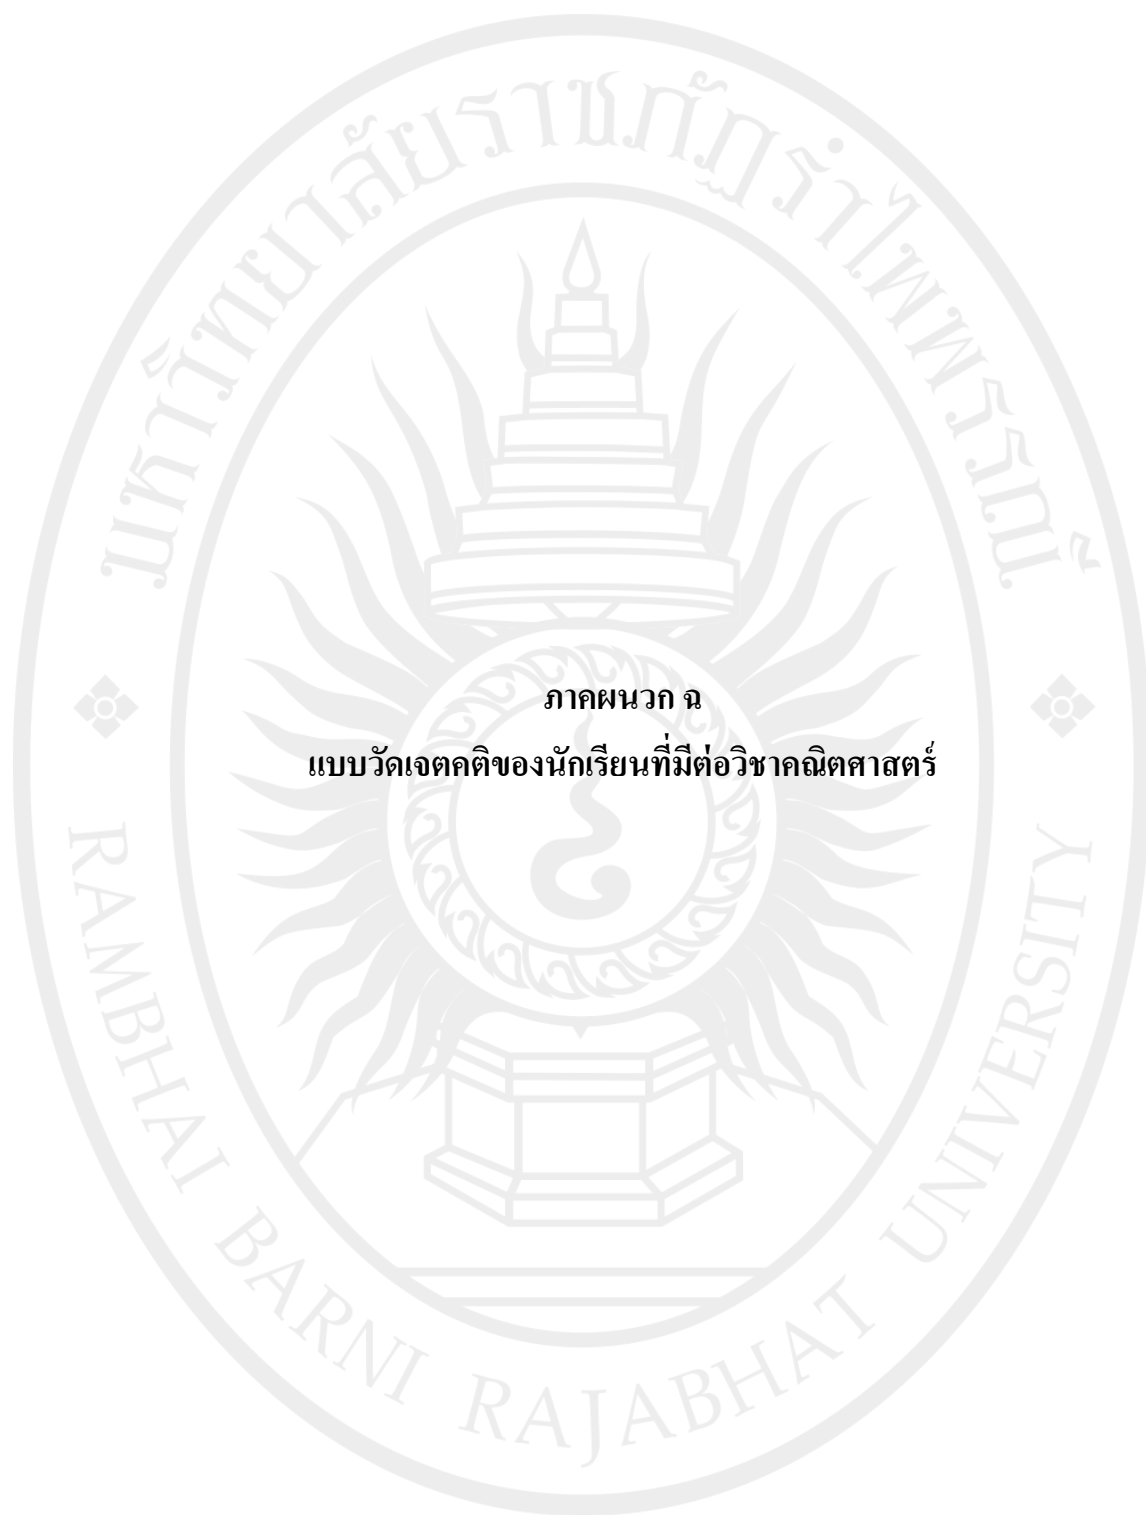 มหาวิทยาลัยราชภัฏรำไพพรรณี
ภาคผนวก ฉ
แบบวัดเจตคติของนักเรียนที่มีต่อวิชาคณิตศาสตร์
RAMBHAI BARNI RAJABHAT UNIVERSITY